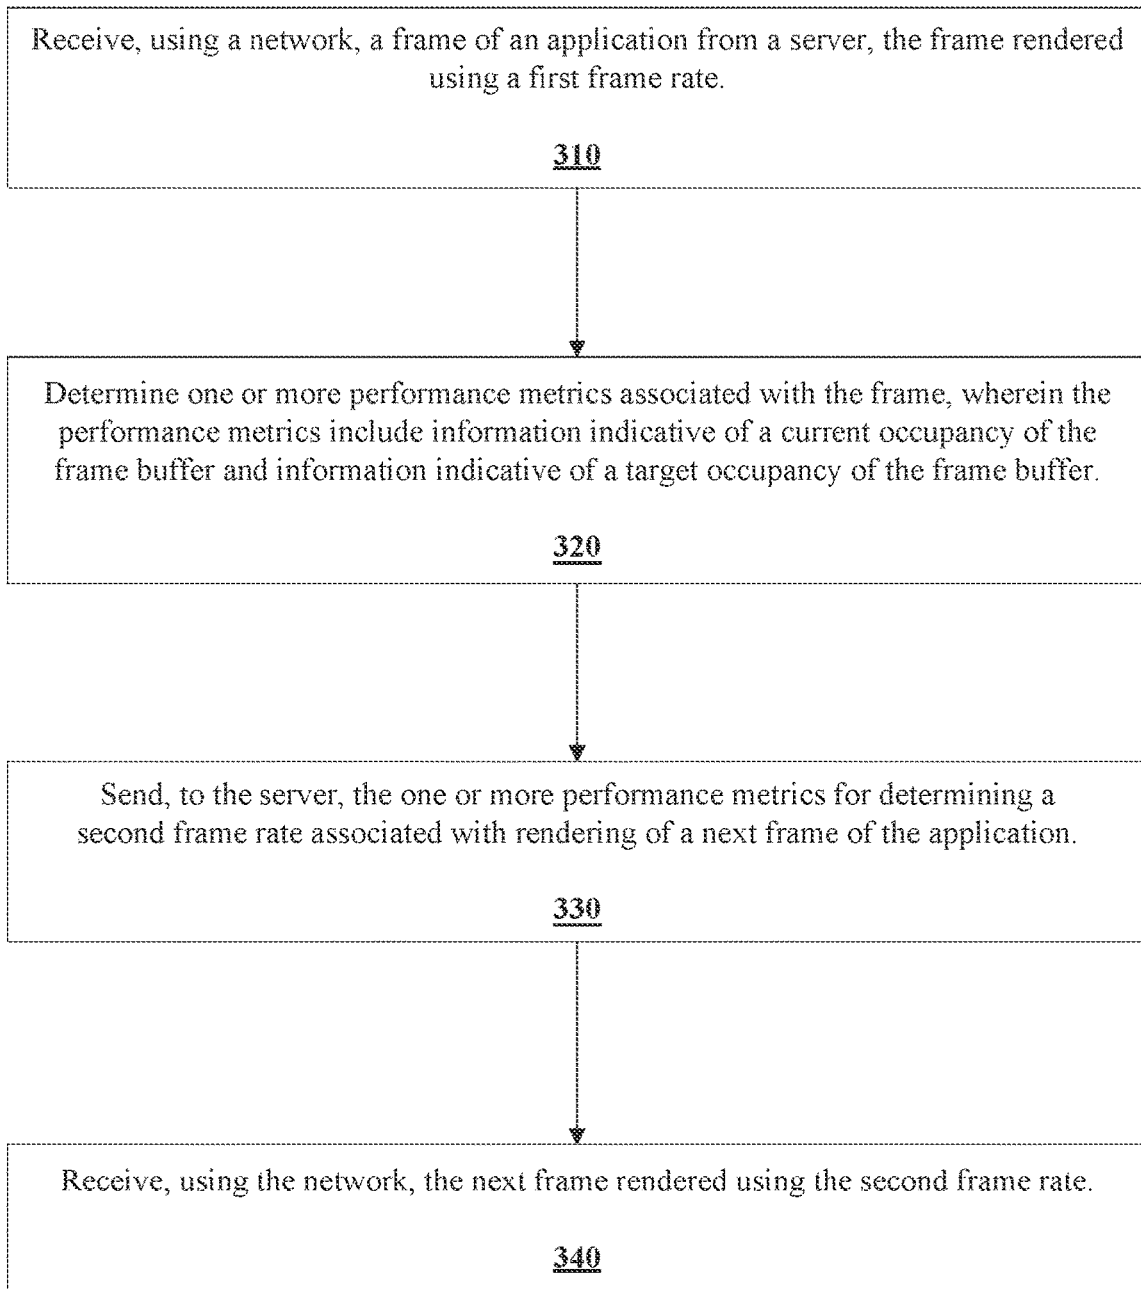 Receive, using a network, a frame of an application from a server, the frame rendered
using a first frame rate.
310
Determine one or more performance metrics associated with the frame, wherein the
performance metrics include information indicative of a current occupancy of the
frame buffer and information indicative of a target occupancy of the frame buffer.
320
Send, to the server, the one or more performance metrics for determining a
second frame rate associated with rendering of a next frame of the application.
330
Receive, using the network, the next frame rendered using the second frame rate.
340